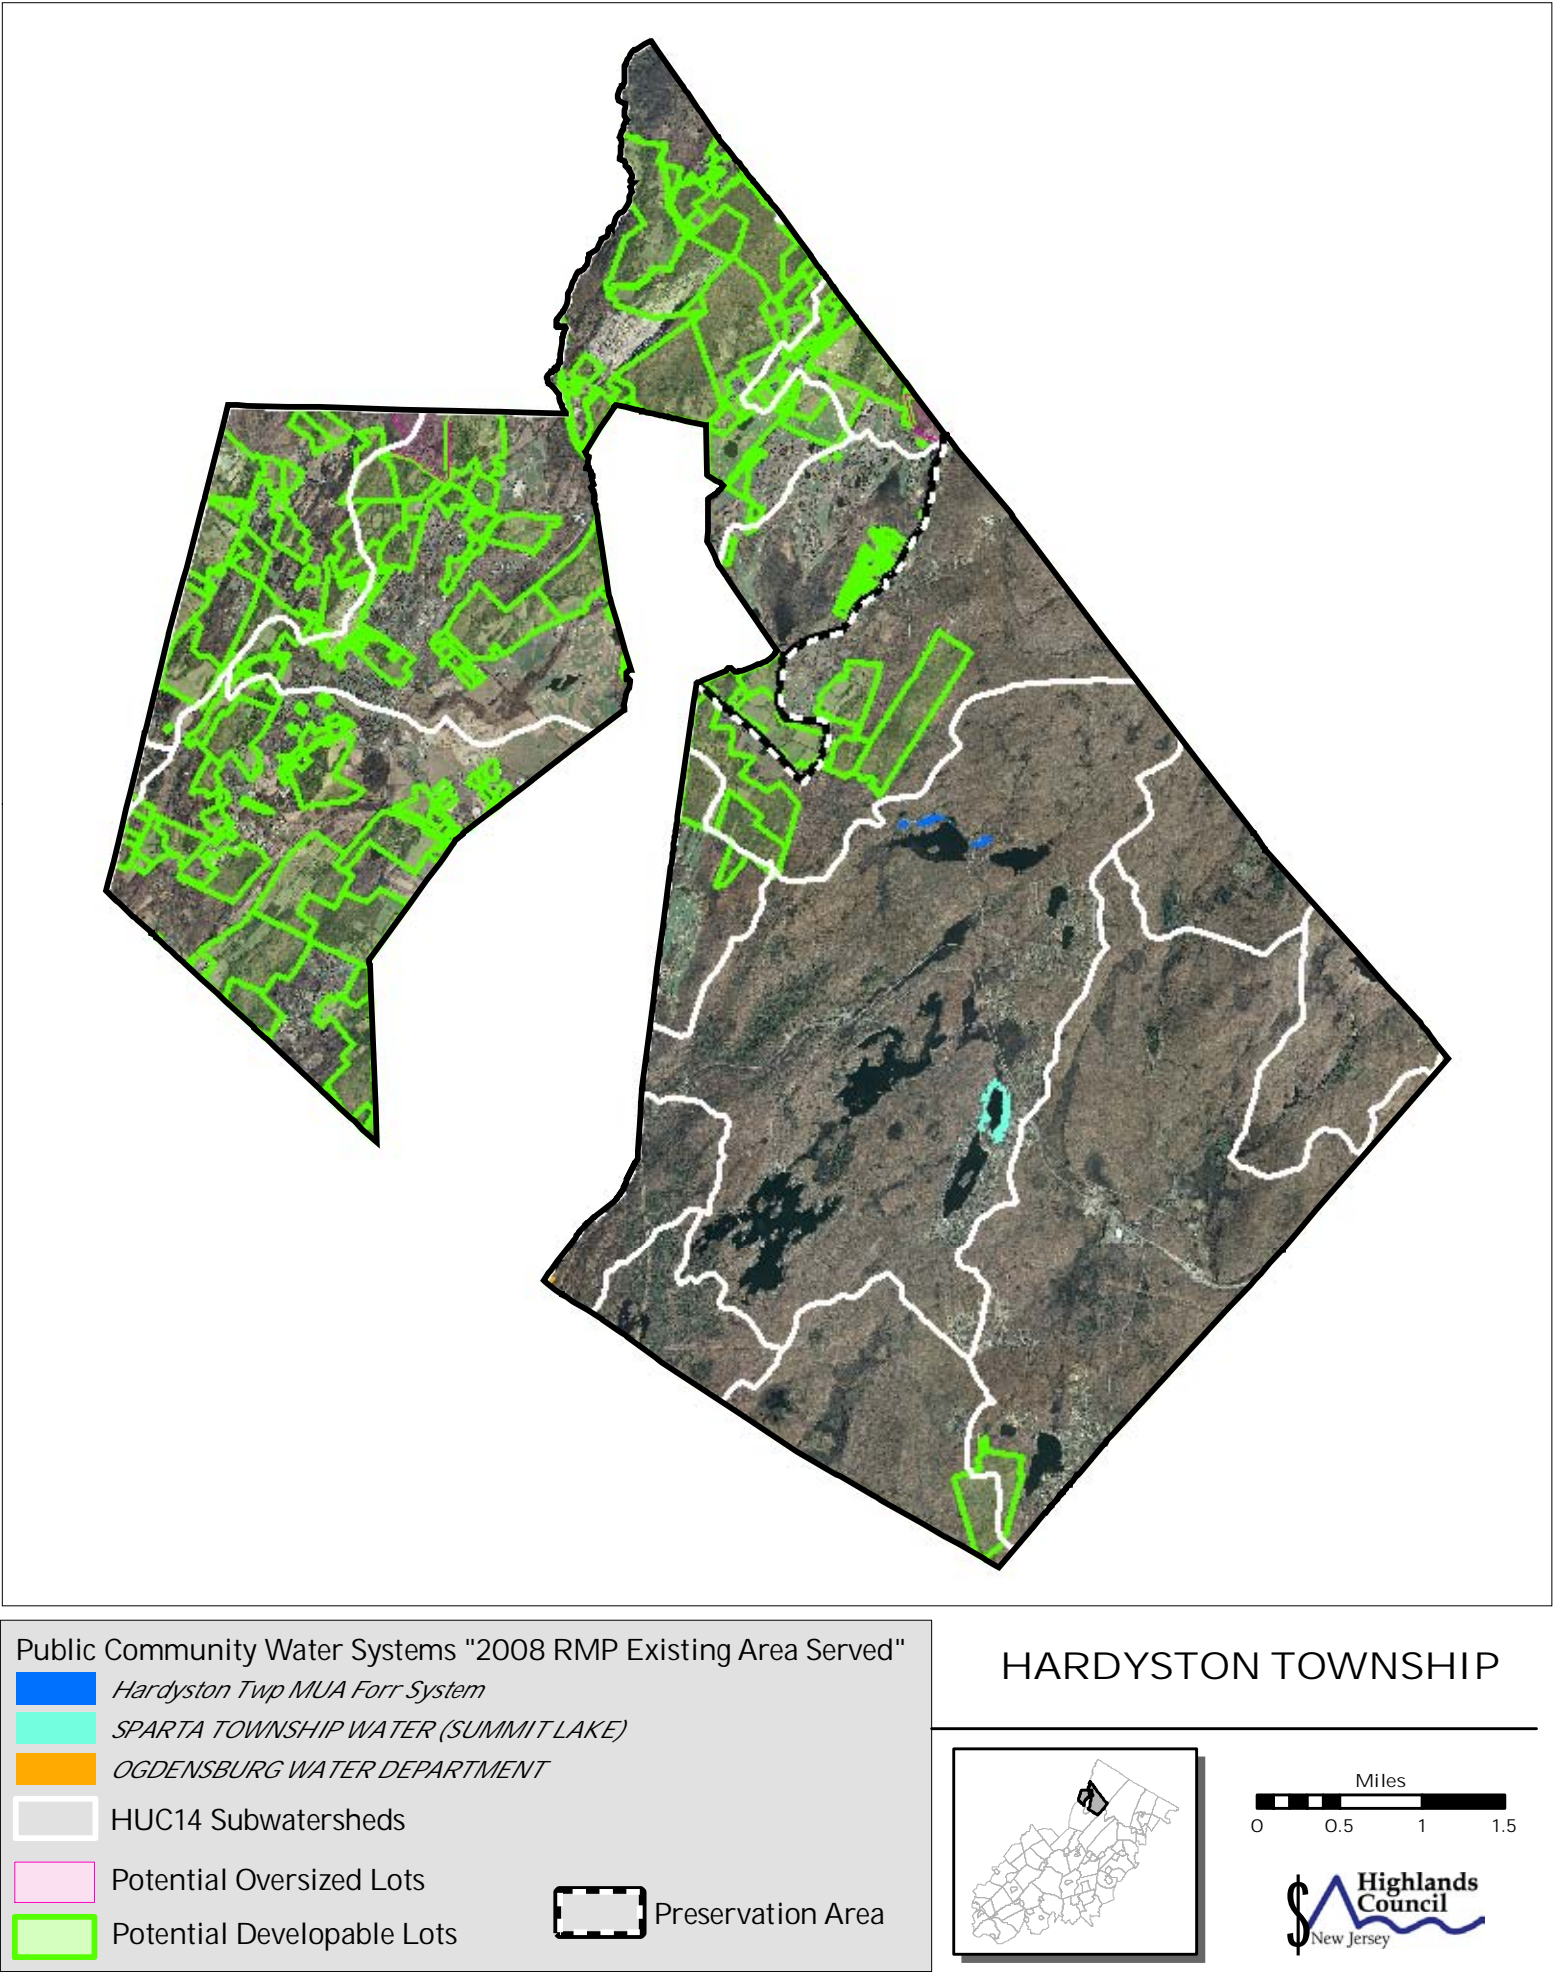 Public Community Water Systems "2008 RMP Existing Area Served"
Hardyston Twp MUA Forr System
SPARTA TOWNSHIP WATER (SUMMIT LAKE)
OGDENSBURG WATER DEPARTMENT
HUC14 Subwatersheds
Potential Oversized Lots
Potential Developable Lots
Preservation Area
HARDYSTON TOWNSHIP
Miles
0 0.5 1 1.5
$ Highlands
Council
New Jersey